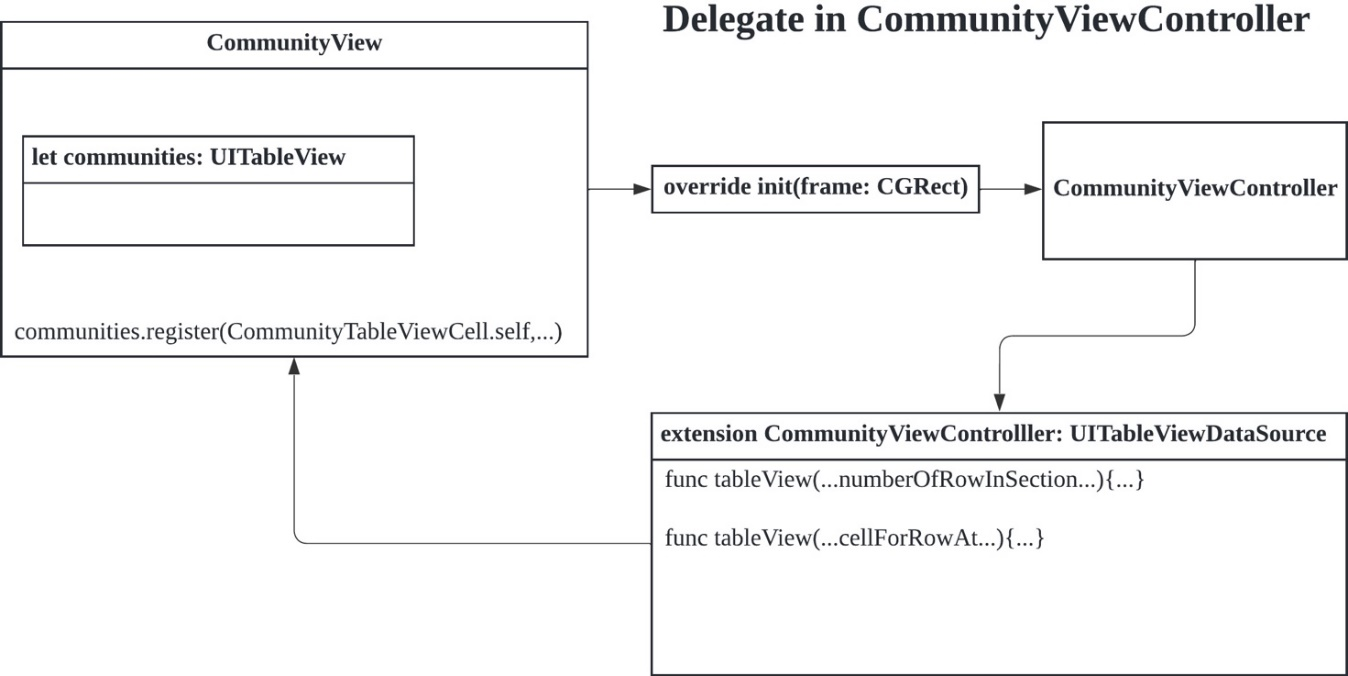 Delegate in CommunityViewController
CommunityView
let communities: UITableView
communities.register(CommunityTableViewCell.self,...)
override init(frame: CGRect)
CommunityViewController
extension CommunityViewControlller: UITableViewDataSource
func tableView(...numberOfRowInSection...){...}
func tableView(...cellForRowAt...){...}